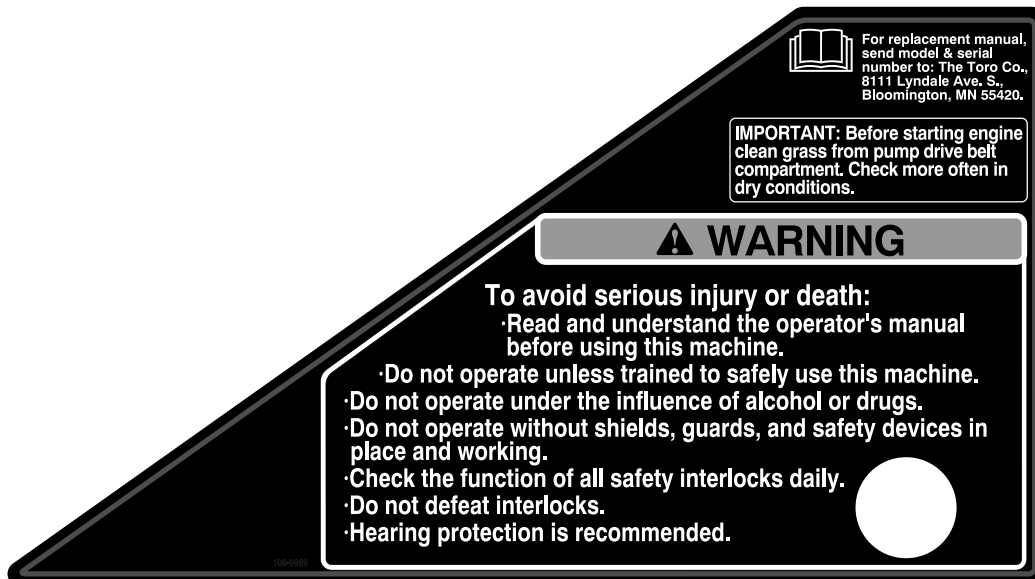 For replacement manual,
send model & serial
number to: The Toro Co.,
8111 Lyndale Ave. S.,
Bloomington, MN 55420.
IMPORTANT: Before starting engine
clean grass from pump drive belt
compartment. Check more often in
dry conditions.
WARNING
To avoid serious injury or death:
·Read and understand the operator's manual
before using this machine.
·Do not operate unless trained to safely use this machine.
·Do not operate under the influence of alcohol or drugs.
·Do not operate without shields, guards, and safety devices in
place and working.
·Check the function of all safety interlocks daily.
·Do not defeat interlocks.
·Hearing protection is recommended.
106-9989